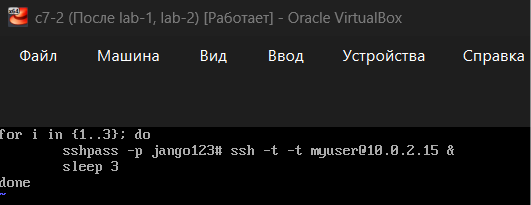 c7-2 (После lab-1, lab-2) [Работает] - Oracle VirtualBox
Файл Машина Вид Ввод Устройства Справка
for i in {1..3}; do
        sshpass -p jango123# ssh -t -t myuser@10.0.2.15 &
        sleep 3
done
~